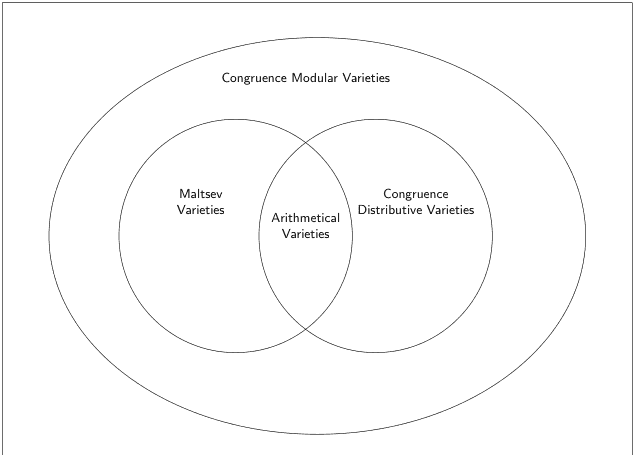 Congruence Modular Varieties
Maltsev
Varieties
Arithmetical
Varieties
Congruence
Distributive Varieties